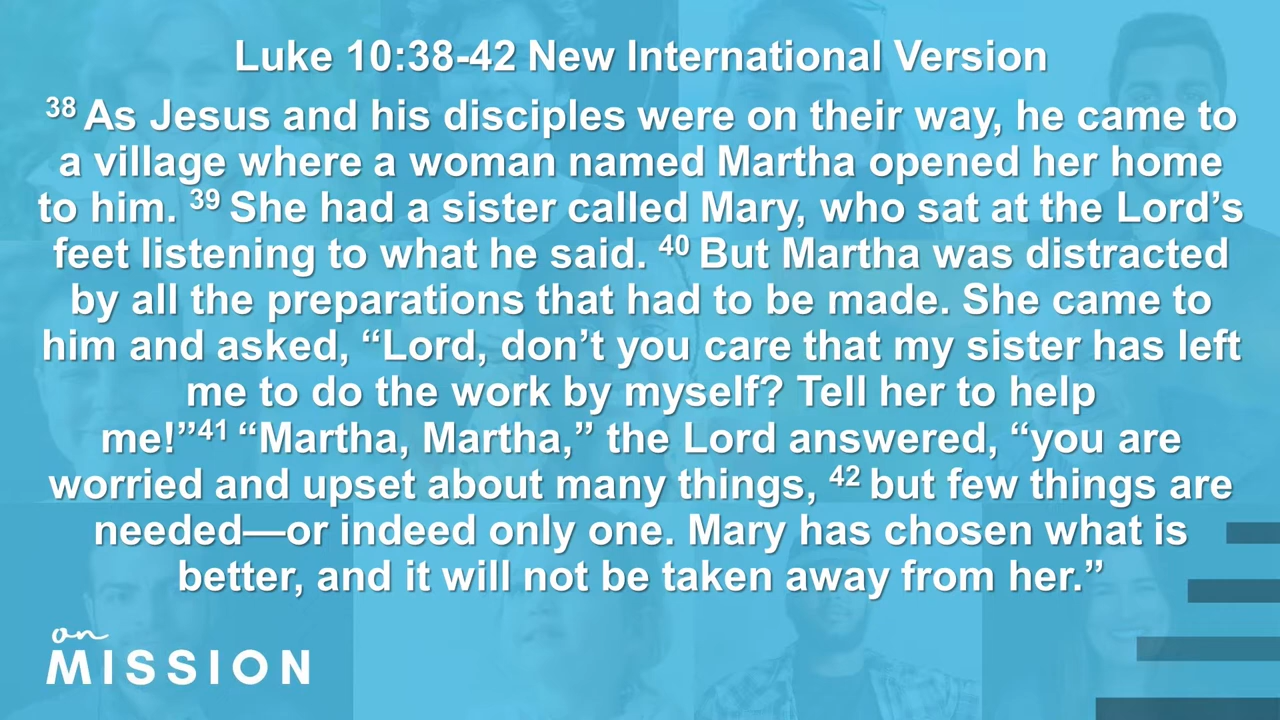 Luke 10:38-42 New International Version
38 As Jesus and his disciples were on their way, he came to
a village where a woman named Martha opened her home
to him. 39 She had a sister called Mary, who sat at the Lord’s
feet listening to what he said. 40 But Martha was distracted
by all the preparations that had to be made. She came to
him and asked, “Lord, don’t you care that my sister has left
me to do the work by myself? Tell her to help
me!”41 “Martha, Martha,” the Lord answered, “you are
worried and upset about many things, 42 but few things are
needed—or indeed only one. Mary has chosen what is
better, and it will not be taken away from her.”
on
MISSION